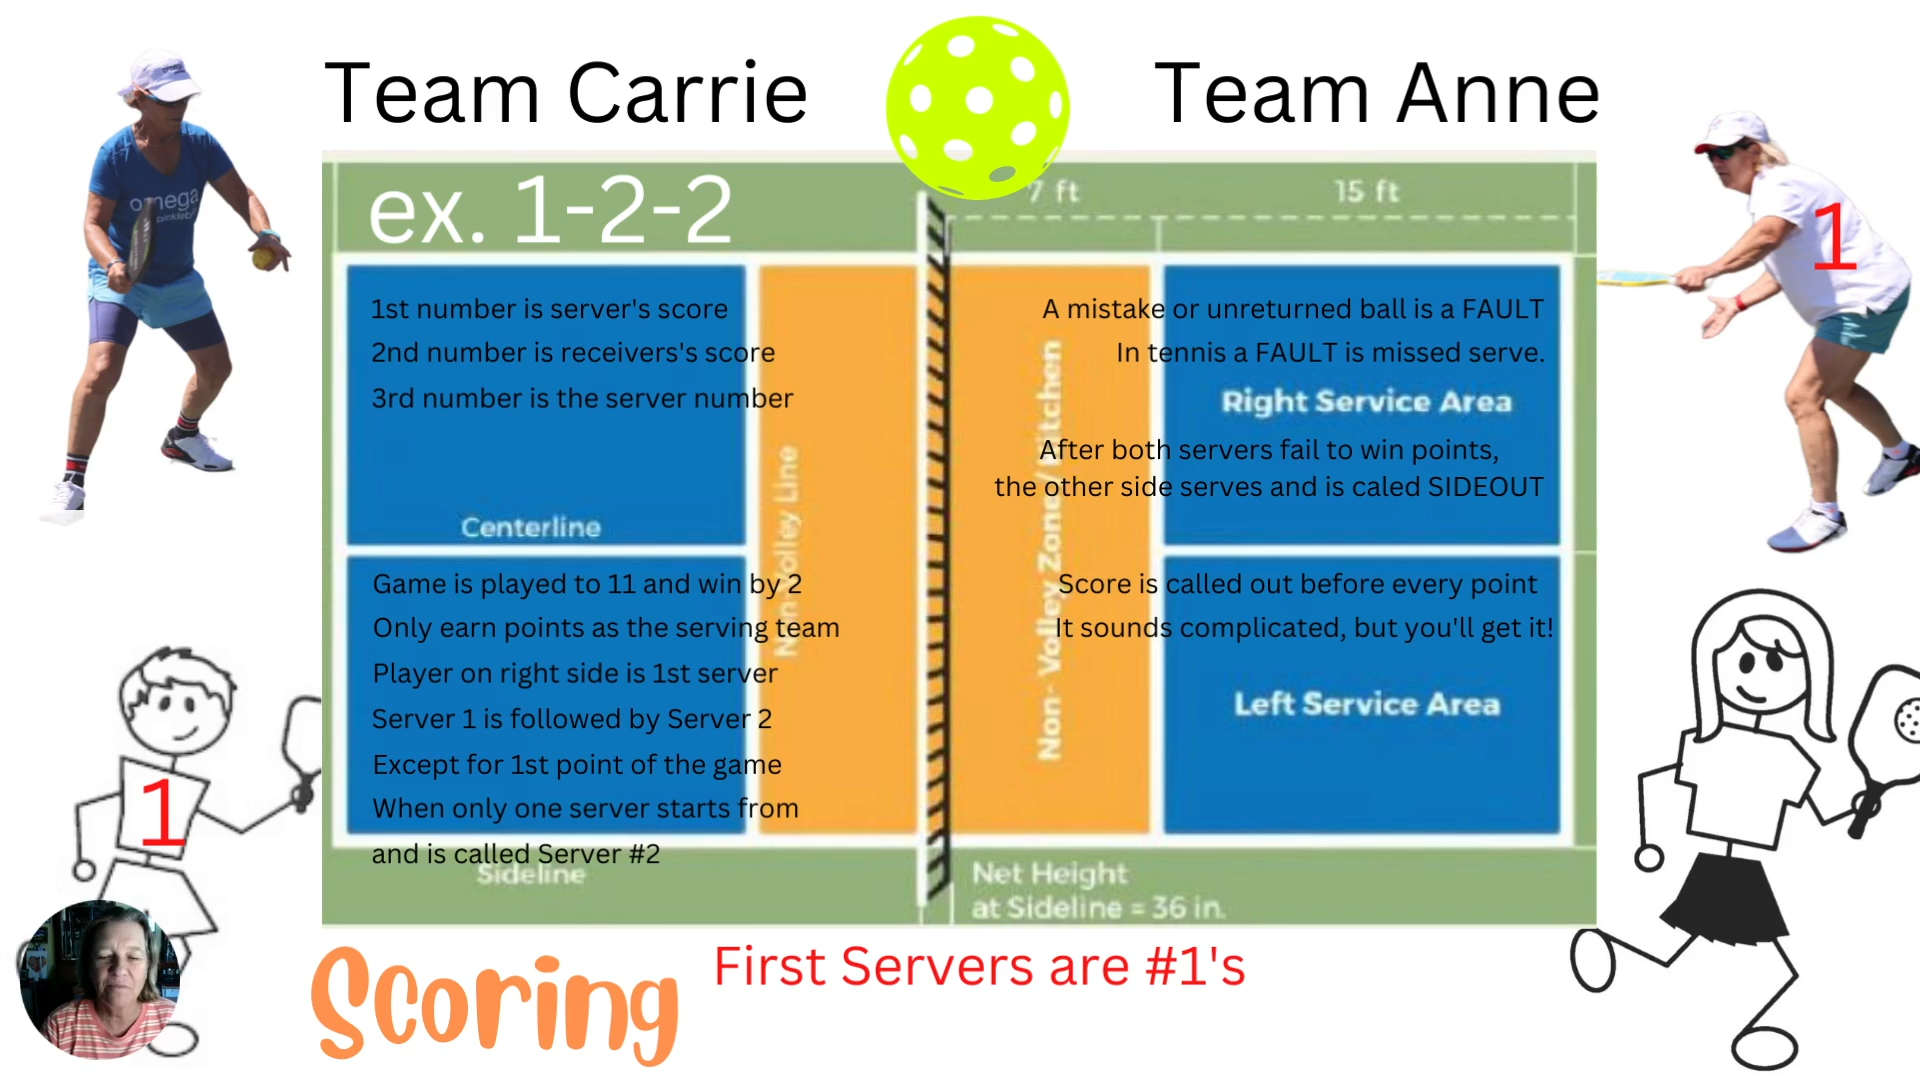 Team Carrie
Team Anne
ex. 1-2-2
7 ft
15 ft
omega
pickleb
1
1st number is server's score
2nd number is receivers's score
3rd number is the server number
Centerline
Non-Volley Line
Game is played to 11 and win by 2
Only earn points as the serving team
Player on right side is 1st server
Server 1 is followed by Server 2
Except for 1st point of the game
When only one server starts from
and is called Server #2
Sideline
A mistake or unreturned ball is a FAULT
In tennis a FAULT is missed serve.
Right Service Area
After both servers fail to win points,
the other side serves and is caled SIDEOUT
Non-Volley Zone/Kitchen
Score is called out before every point
It sounds complicated, but you'll get it!
Left Service Area
Net Height
at Sideline = 36 in.
1
Scoring
First Servers are #1's